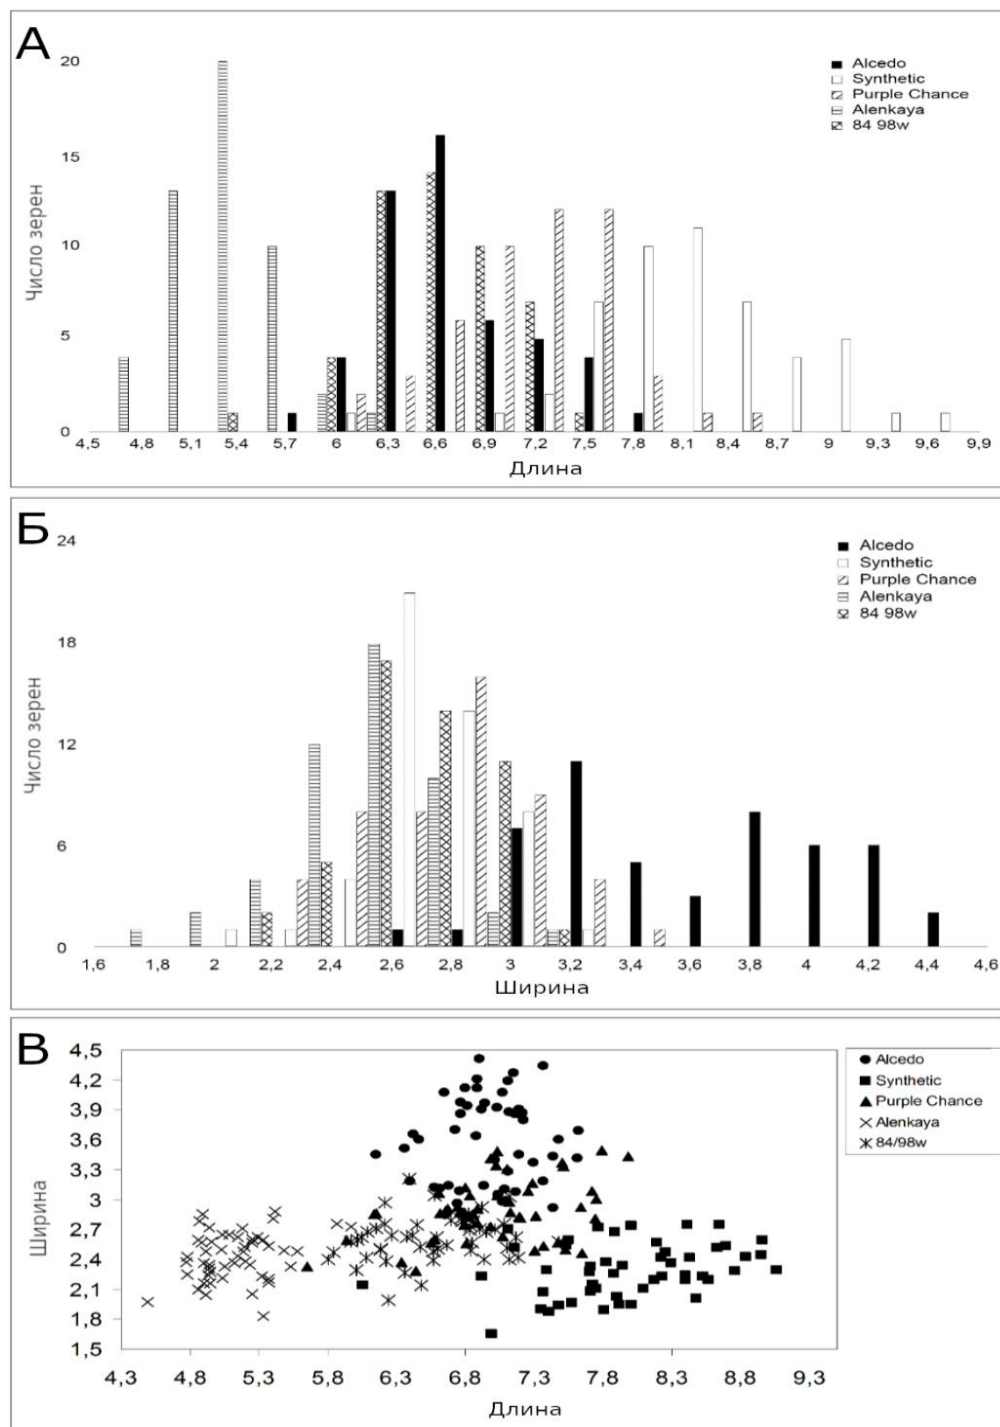 А
20
15
10
5
0
Число зерен
Alcedo
Synthetic
Purple Chance
Alenkaya
84 98w
4,5 4,8 5,1 5,4 5,7 6 6,3 6,6 6,9 7,2 7,5 7,8 8,1 8,4 8,7 9 9,3 9,6 9,9
Длина
Б
24
18
12
6
0
Число зерен
Alcedo
Synthetic
Purple Chance
Alenkaya
84 98w
1,6 1,8 2 2,2 2,4 2,6 2,8 3 3,2 3,4 3,6 3,8 4 4,2 4,4 4,6
Ширина
В
4,5
4,2
3,9
3,6
3,3
3
2,7
2,4
2,1
1,8
1,5
Ширина
Alcedo
Synthetic
Purple Chance
Alenkaya
84/98w
4,3 4,8 5,3 5,8 6,3 6,8 7,3 7,8 8,3 8,8 9,3
Длина